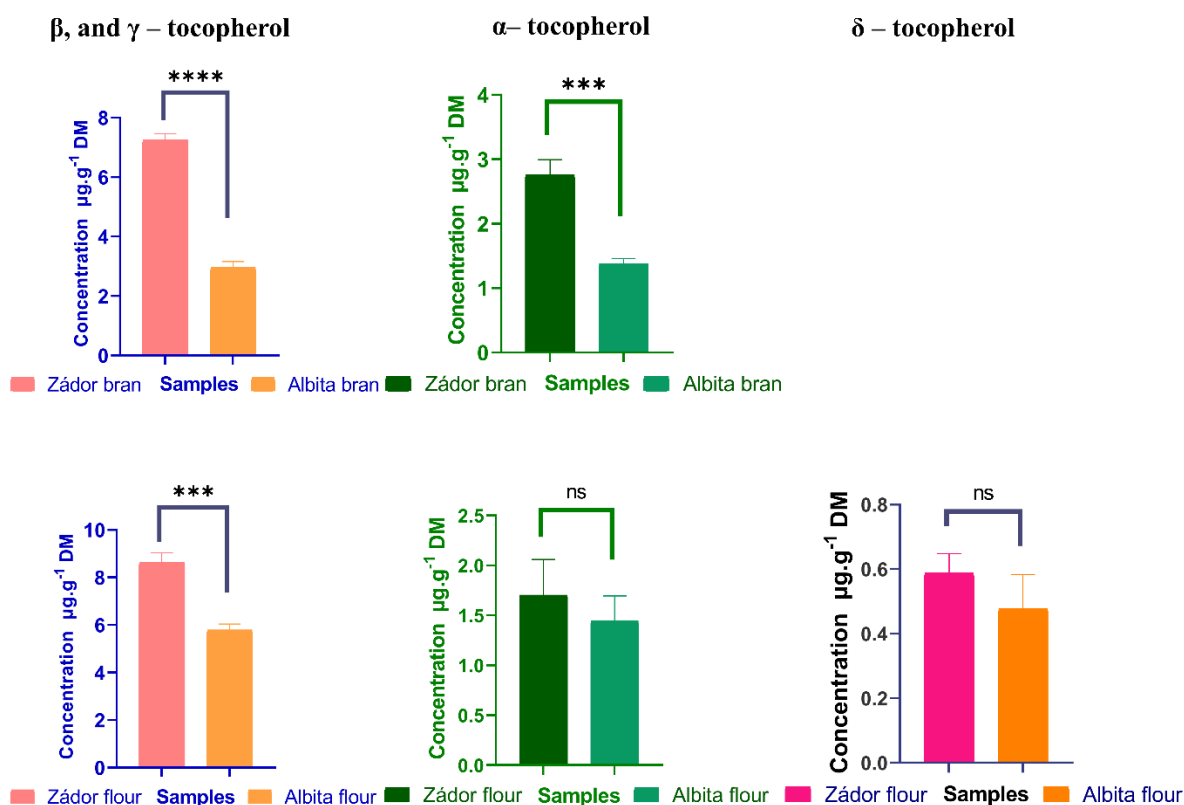 β, and γ – tocopherol
α– tocopherol
δ – tocopherol
****
Concentration µg.g⁻¹ DM
8
6
4
2
0
Zádor bran Samples Albita bran
***
Concentration µg.g⁻¹ DM
4
3
2
1
0
Zádor bran Samples Albita bran
***
Concentration µg.g⁻¹ DM
10
8
6
4
2
0
Zádor flour Samples Albita flour
ns
Concentration µg.g⁻¹ DM
2.5
2.0
1.5
1.0
0.5
0.0
Zádor flour Samples Albita flour
ns
Concentration µg.g⁻¹ DM
0.8
0.6
0.4
0.2
0.0
Zádor flour Samples Albita flour